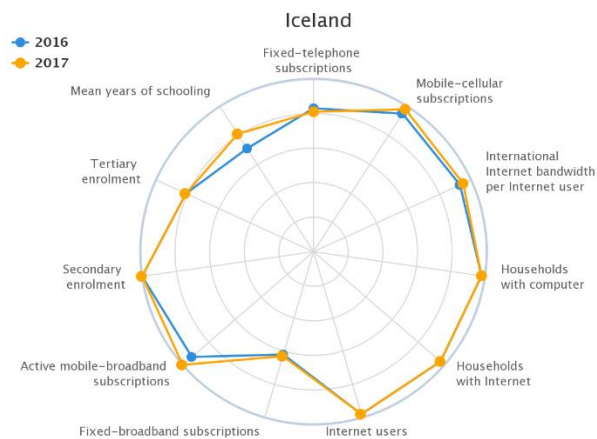 Iceland
2016
2017
Fixed-telephone
subscriptions
Mobile-cellular
subscriptions
International
Internet bandwidth
per Internet user
Households
with computer
Households
with Internet
Internet users
Fixed-broadband subscriptions
Active mobile-broadband
subscriptions
Secondary
enrolment
Tertiary
enrolment
Mean years of schooling